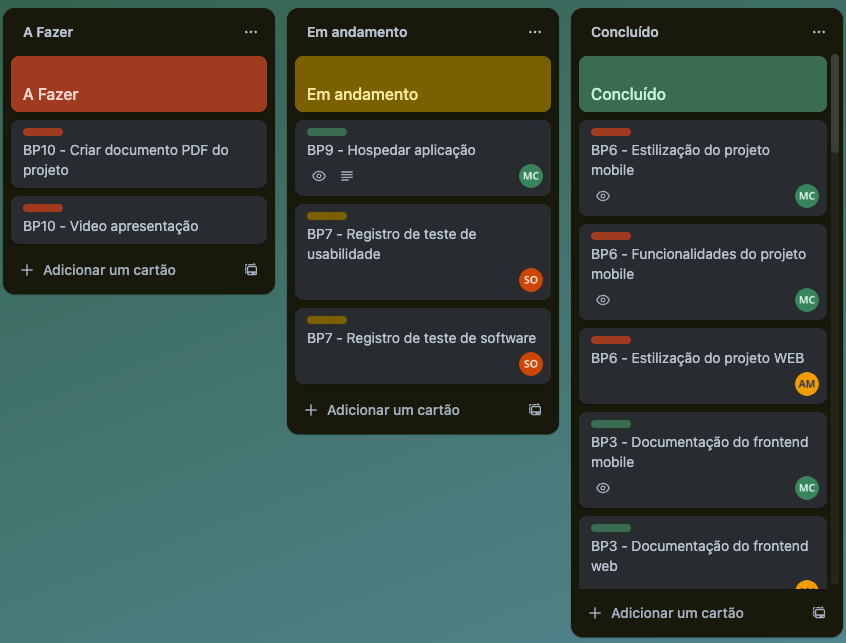 A Fazer
A Fazer
BP10 - Criar documento PDF do
projeto
BP10 - Video apresentação
Adicionar um cartão
Em andamento
Em andamento
BP9 - Hospedar aplicação
MC
BP7 - Registro de teste de
usabilidade
SO
BP7 - Registro de teste de software
SO
Adicionar um cartão
Concluído
Concluído
BP6 - Estilização do projeto
mobile
MC
BP6 - Funcionalidades do projeto
mobile
MC
BP6 - Estilização do projeto WEB
AM
BP3 - Documentação do frontend
mobile
MC
BP3 - Documentação do frontend
web
Adicionar um cartão